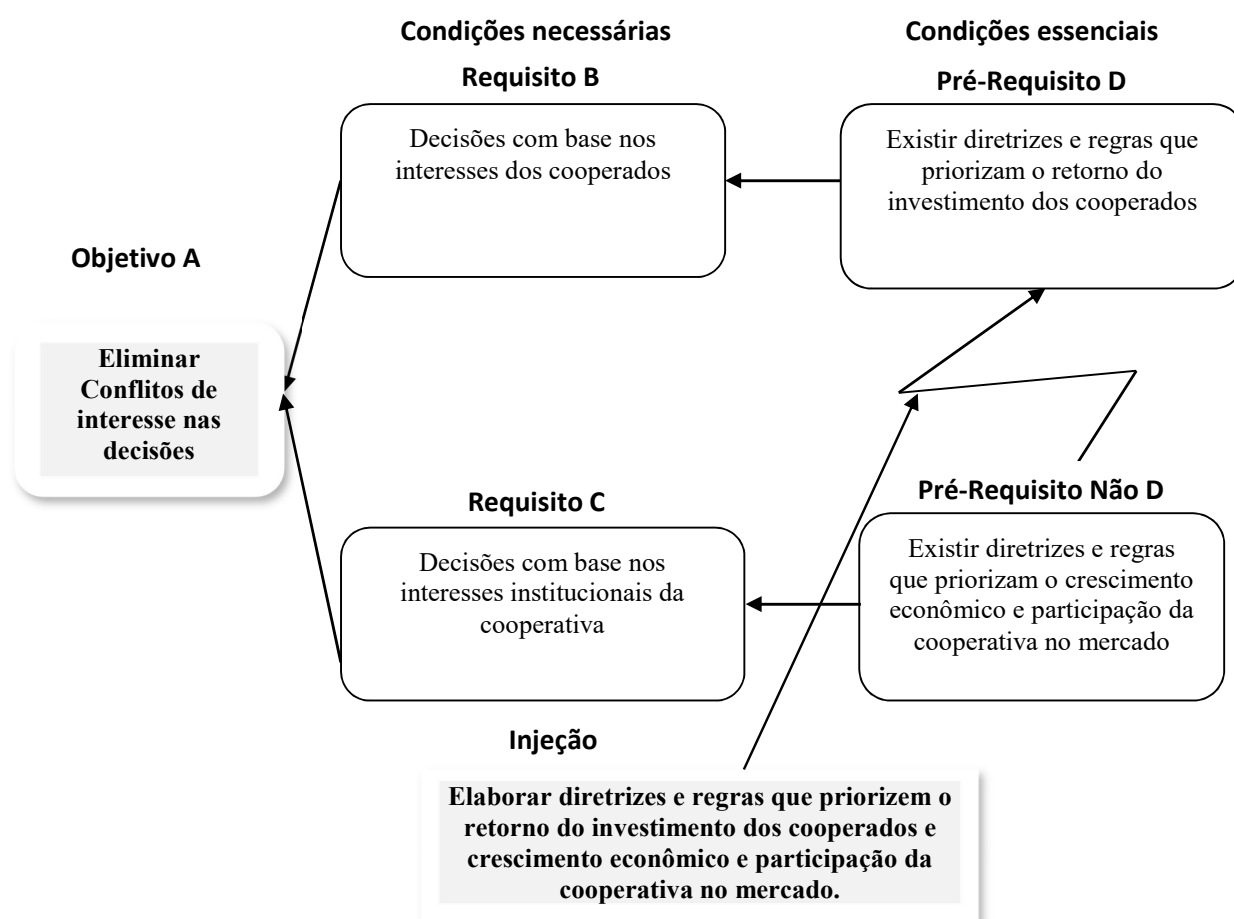 Condições necessárias
Condições essenciais
Requisito B
Pré-Requisito D
Decisões com base nos
interesses dos cooperados
Existir diretrizes e regras que
priorizam o retorno do
investimento dos cooperados
Objetivo A
Eliminar
Conflitos de
interesse nas
decisões
Requisito C
Pré-Requisito Não D
Decisões com base nos
interesses institucionais da
cooperativa
Existir diretrizes e regras
que priorizam o crescimento
econômico e participação da
cooperativa no mercado
Injeção
Elaborar diretrizes e regras que priorizem o
retorno do investimento dos cooperados e
crescimento econômico e participação da
cooperativa no mercado.